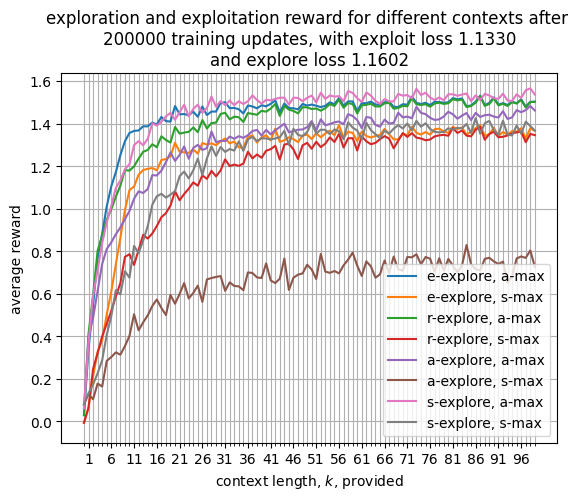 exploration and exploitation reward for different contexts after
200000 training updates, with exploit loss 1.1330
and explore loss 1.1602
average reward
1.6
1.4
1.2
1.0
0.8
0.6
0.4
0.2
0.0
e-explore, a-max
e-explore, s-max
r-explore, a-max
r-explore, s-max
a-explore, a-max
a-explore, s-max
s-explore, a-max
s-explore, s-max
1 6 11 16 21 26 31 36 41 46 51 56 61 66 71 76 81 86 91 96
context length, k, provided